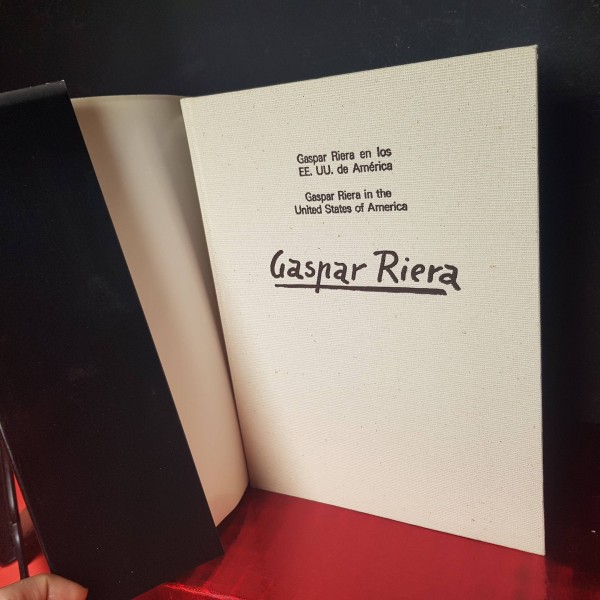 Gaspar Riera en los
EE. UU. de América
Gaspar Riera in the
United States of America
Gaspar Riera